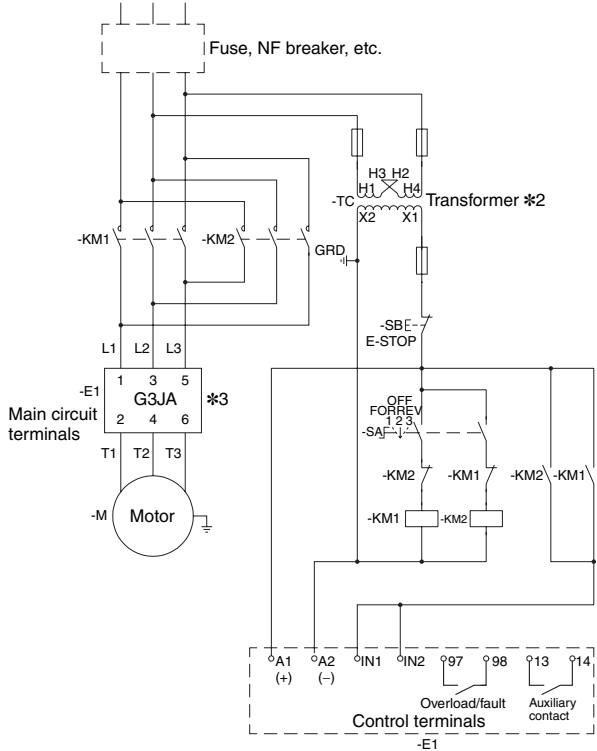 Fuse, NF breaker, etc.
H3 H2
H1 H4
-TC
Transformer ✻2
X2 X1
-KM1
-KM2
GRD
-SB
E-STOP
L1 L2 L3
1 3 5
-E1
G3JA
✻3
Main circuit
terminals
2 4 6
T1 T2 T3
OFF
FOR REV
1 2 3
-SA
-KM2
-KM1
-KM2
-KM1
-M
Motor
-KM1
-KM2
A1
A2
IN1
IN2
97
98
13
14
(+)
(−)
Overload/fault
Auxiliary
contact
Control terminals
-E1